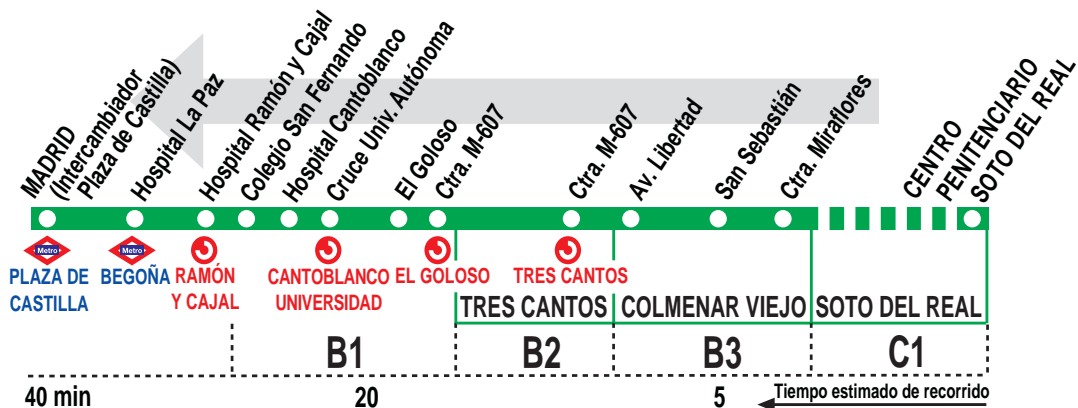 MADRID
(Intercambiador
Plaza de Castilla)
Hospital La Paz
Hospital Ramón y Cajal
Colegio San Fernando
Hospital Cantoblanco
Cruce Univ. Autónoma
El Goloso
Ctra. M-607
Ctra. M-607
Av. Libertad
San Sebastián
Ctra. Miraflores
CENTRO
PENITENCIARIO
SOTO DEL REAL
Metro
Metro
PLAZA DE
CASTILLA
BEGOÑA
RAMÓN
Y CAJAL
CANTOBLANCO
UNIVERSIDAD
EL GOLOSO
TRES CANTOS
TRES CANTOS
COLMENAR VIEJO
SOTO DEL REAL
B1
B2
B3
C1
40 min
20
5
Tiempo estimado de recorrido